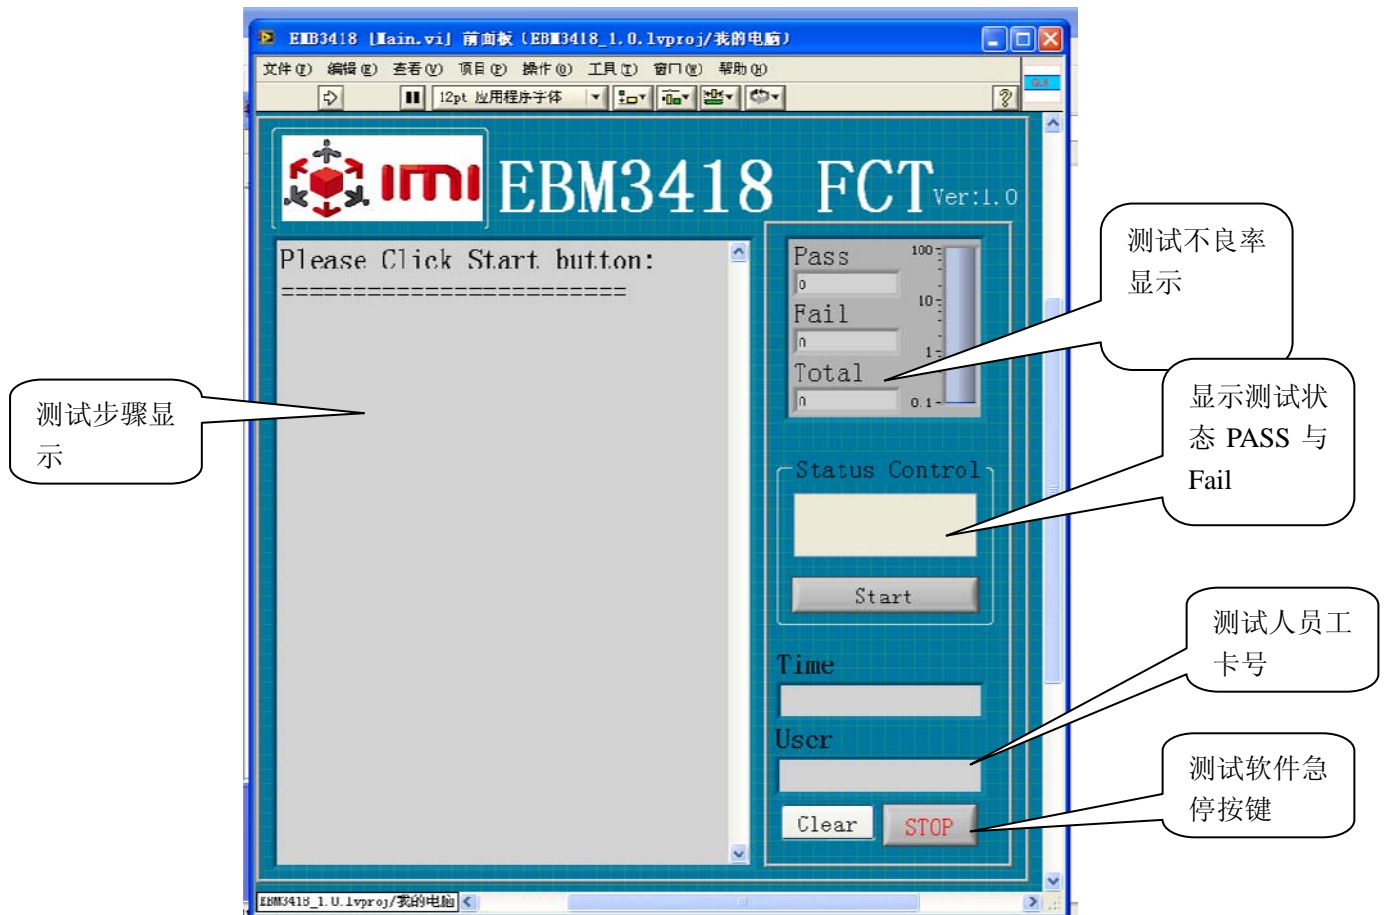 EBM3418 [Main.vi] 前面板 (EBM3418_1.0.lvproj/我的电脑)
文件(F) 编辑(E) 查看(V) 项目(P) 操作(O) 工具(T) 窗口(W) 帮助(H)
12pt 应用程序字体
?
GUI
IMI
EBM3418 FCT Ver:1.0
Please Click Start button:
========================
Pass
0
Fail
0
Total
0
100
10
1
0.1
Status Control
Start
Time
User
Clear
STOP
EBM3418_1.0.lvproj/我的电脑
测试步骤显
示
测试不良率
显示
显示测试状
态 PASS 与
Fail
测试人员工
卡号
测试软件急
停按键